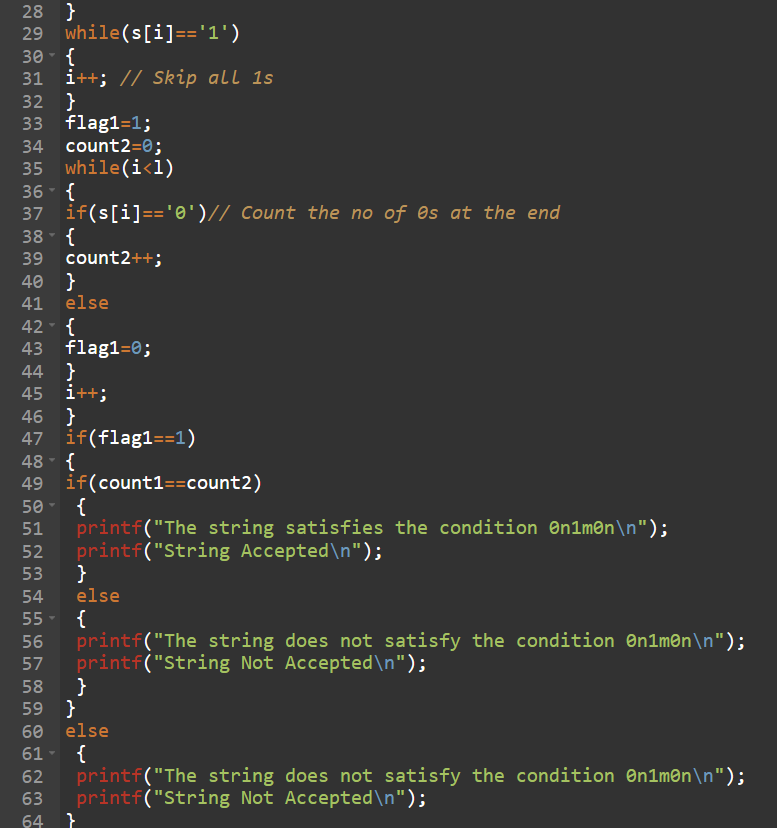 28 }
29 while(s[i]=='1')
30 {
31 i++; // Skip all 1s
32 }
33 flag1=1;
34 count2=0;
35 while(i<l)
36 {
37 if(s[i]=='0')// Count the no of 0s at the end
38 {
39 count2++;
40 }
41 else
42 {
43 flag1=0;
44 }
45 i++;
46 }
47 if(flag1==1)
48 {
49 if(count1==count2)
50 {
51 printf("The string satisfies the condition 0n1m0n\n");
52 printf("String Accepted\n");
53 }
54 else
55 {
56 printf("The string does not satisfy the condition 0n1m0n\n");
57 printf("String Not Accepted\n");
58 }
59 }
60 else
61 {
62 printf("The string does not satisfy the condition 0n1m0n\n");
63 printf("String Not Accepted\n");
64 }